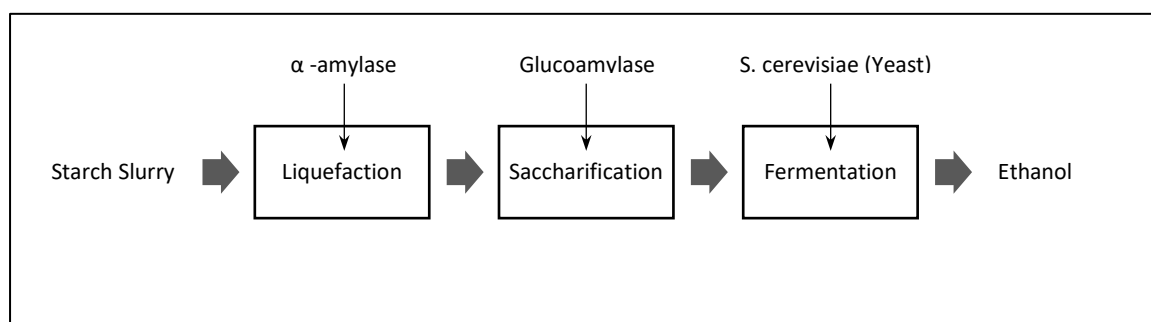 α -amylase
Glucoamylase
S. cerevisiae (Yeast)
Starch Slurry
Liquefaction
Saccharification
Fermentation
Ethanol